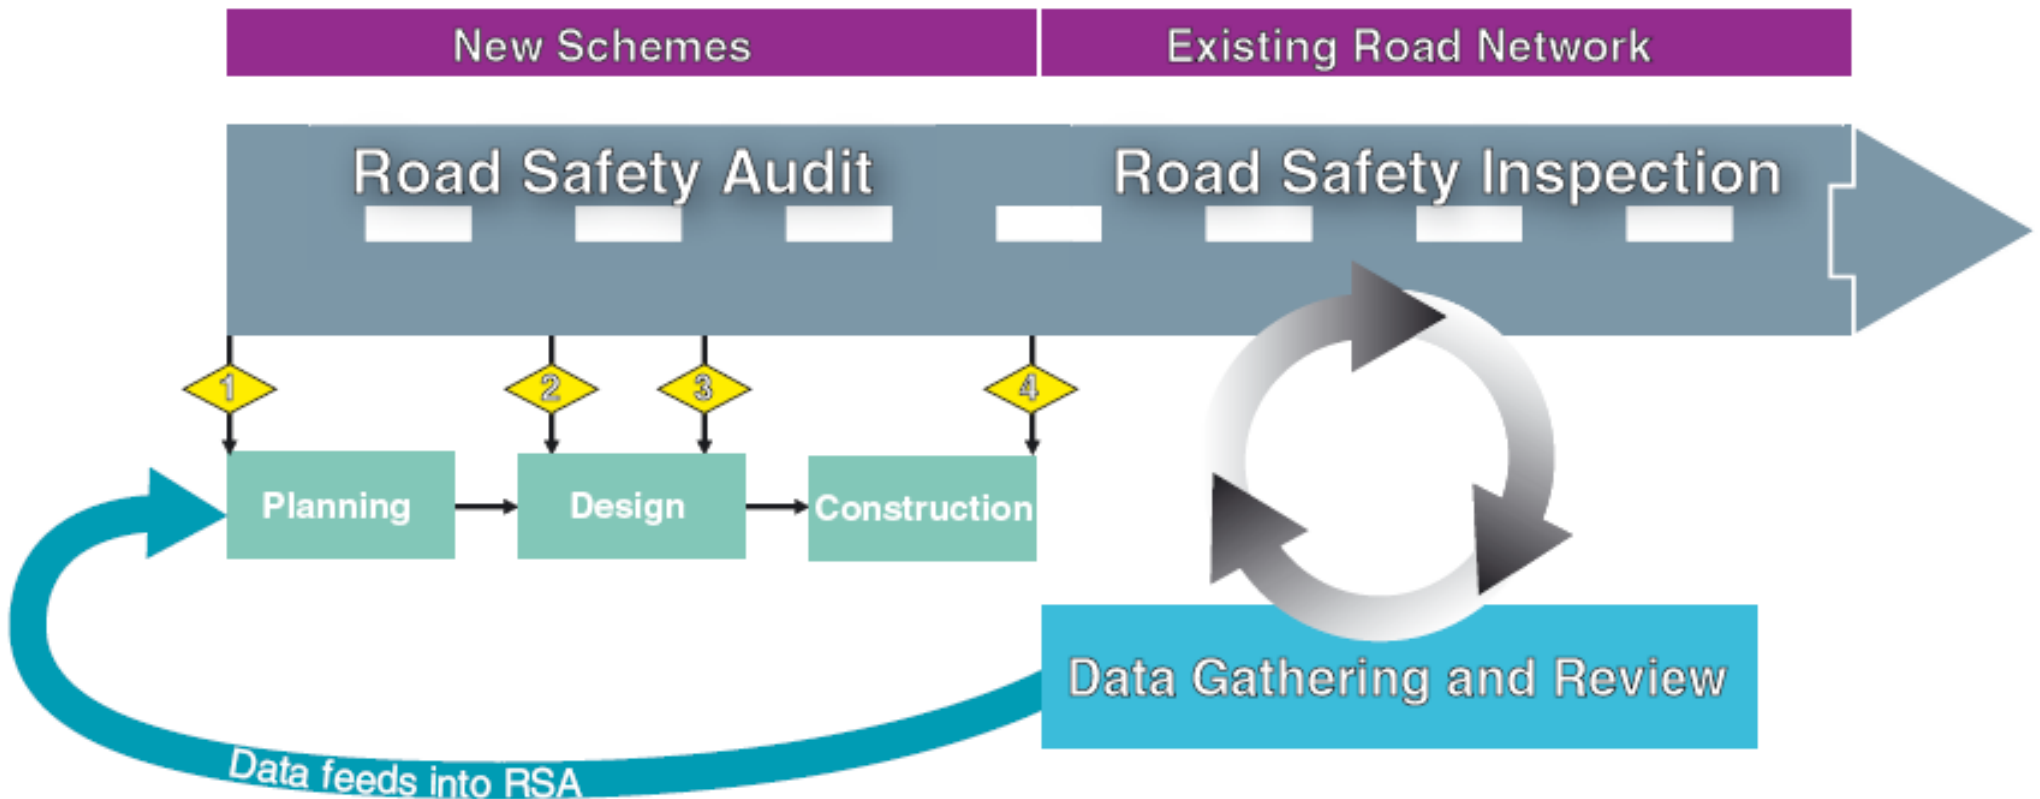 New Schemes
Existing Road Network
Road Safety Audit
Road Safety Inspection
1
2
3
4
Planning
Design
Construction
Data Gathering and Review
Data feeds into RSA